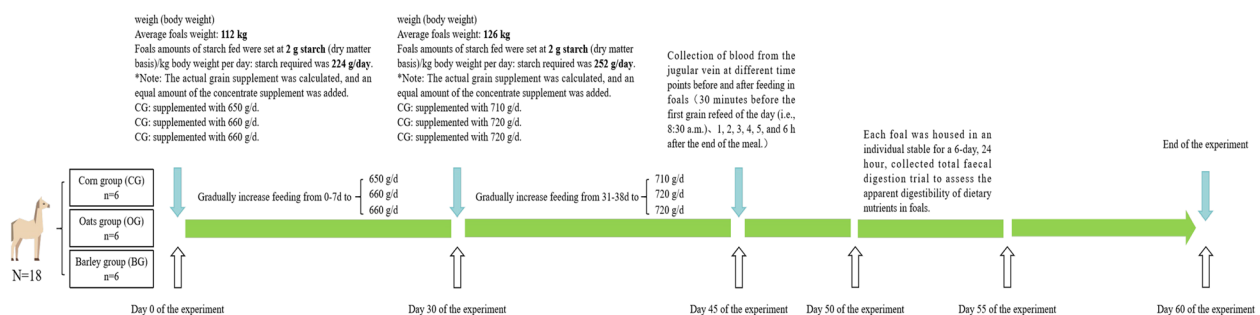 weigh (body weight)
Average foals weight: 112 kg
Foals amounts of starch fed were set at 2 g starch (dry matter
basis)/kg body weight per day: starch required was 224 g/day.
*Note: The actual grain supplement was calculated, and an
equal amount of the concentrate supplement was added.
CG: supplemented with 650 g/d.
CG: supplemented with 660 g/d.
CG: supplemented with 660 g/d.
weigh (body weight)
Average foals weight: 126 kg
Foals amounts of starch fed were set at 2 g starch (dry matter
basis)/kg body weight per day: starch required was 252 g/day.
*Note: The actual grain supplement was calculated, and an
equal amount of the concentrate supplement was added.
CG: supplemented with 710 g/d.
CG: supplemented with 720 g/d.
CG: supplemented with 720 g/d.
Collection of blood from the
jugular vein at different time
points before and after feeding in
foals（30 minutes before the
first grain refeed of the day (i.e.,
8:30 a.m.)、1, 2, 3, 4, 5, and 6 h
after the end of the meal.）
Each foal was housed in an
individual stable for a 6-day, 24
hour, collected total faecal
digestion trial to assess the
apparent digestibility of dietary
nutrients in foals.
End of the experiment
N=18
Corn group (CG)
n=6
Oats group (OG)
n=6
Barley group (BG)
n=6
Gradually increase feeding from 0-7d to
650 g/d
660 g/d
660 g/d
Gradually increase feeding from 31-38d to
710 g/d
720 g/d
720 g/d
Day 0 of the experiment
Day 30 of the experiment
Day 45 of the experiment
Day 50 of the experiment
Day 55 of the experiment
Day 60 of the experiment